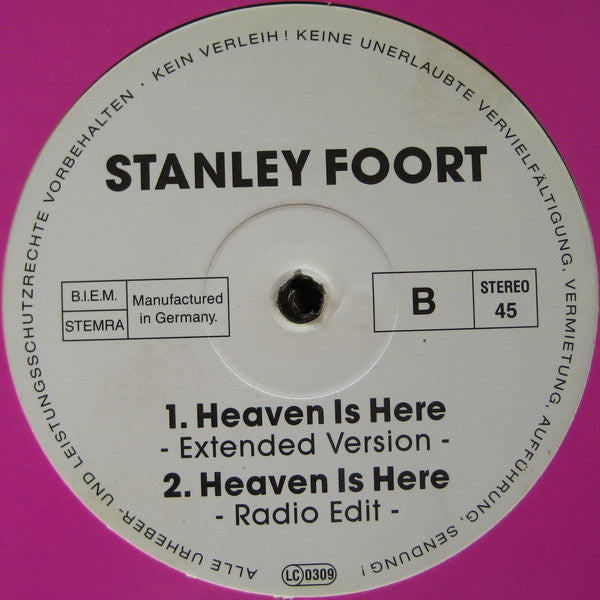 ALLE URHEBER- UND LEISTUNGSSCHUTZRECHTE VORBEHALTEN · KEIN VERLEIH! KEINE UNERLAUBTE VERVIELFÄLTIGUNG, VERMIETUNG, AUFFÜHRUNG, SENDUNG!
STANLEY FOORT
B.I.E.M.
STEMRA
Manufactured
in Germany.
B
STEREO
45
1. Heaven Is Here
- Extended Version -
2. Heaven Is Here
- Radio Edit -
LC 0309